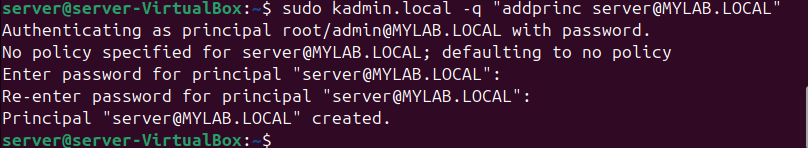 server@server-VirtualBox:~$ sudo kadmin.local -q "addprinc server@MYLAB.LOCAL"
Authenticating as principal root/admin@MYLAB.LOCAL with password.
No policy specified for server@MYLAB.LOCAL; defaulting to no policy
Enter password for principal "server@MYLAB.LOCAL":
Re-enter password for principal "server@MYLAB.LOCAL":
Principal "server@MYLAB.LOCAL" created.
server@server-VirtualBox:~$